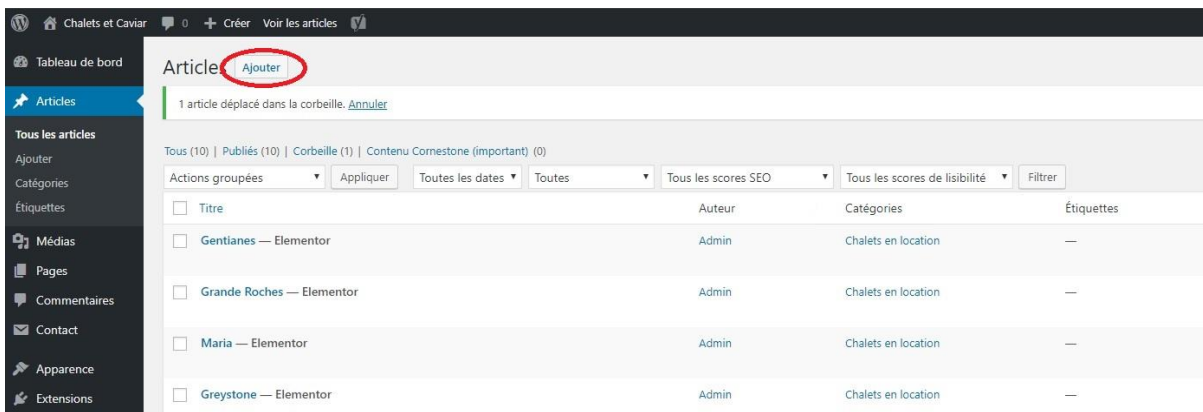 Chalets et Caviar 0 + Créer Voir les articles
Tableau de bord
Articles
Tous les articles
Ajouter
Catégories
Étiquettes
Médias
Pages
Commentaires
Contact
Apparence
Extensions
Articles Ajouter
1 article déplacé dans la corbeille. Annuler
Tous (10) | Publiés (10) | Corbeille (1) | Contenu Cornestone (important) (0)
Actions groupées Appliquer Toutes les dates Toutes Tous les scores SEO Tous les scores de lisibilité Filtrer
Titre Auteur Catégories Étiquettes
Gentianes — Elementor Admin Chalets en location —
Grande Roches — Elementor Admin Chalets en location —
Maria — Elementor Admin Chalets en location —
Greystone — Elementor Admin Chalets en location —